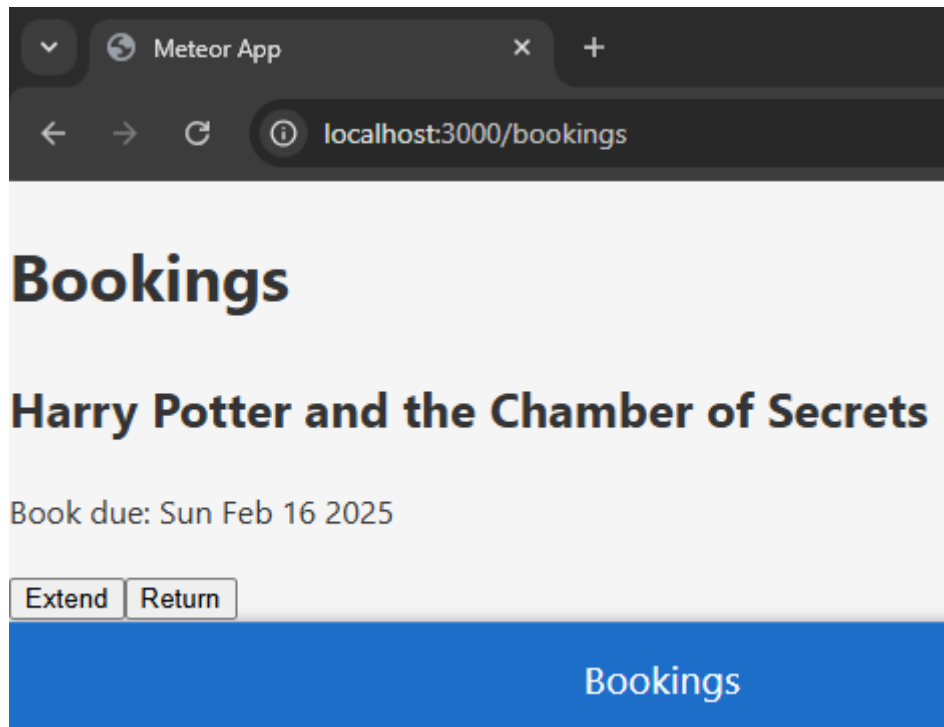 Meteor App
localhost:3000/bookings
Bookings
Harry Potter and the Chamber of Secrets
Book due: Sun Feb 16 2025
Extend Return
Bookings